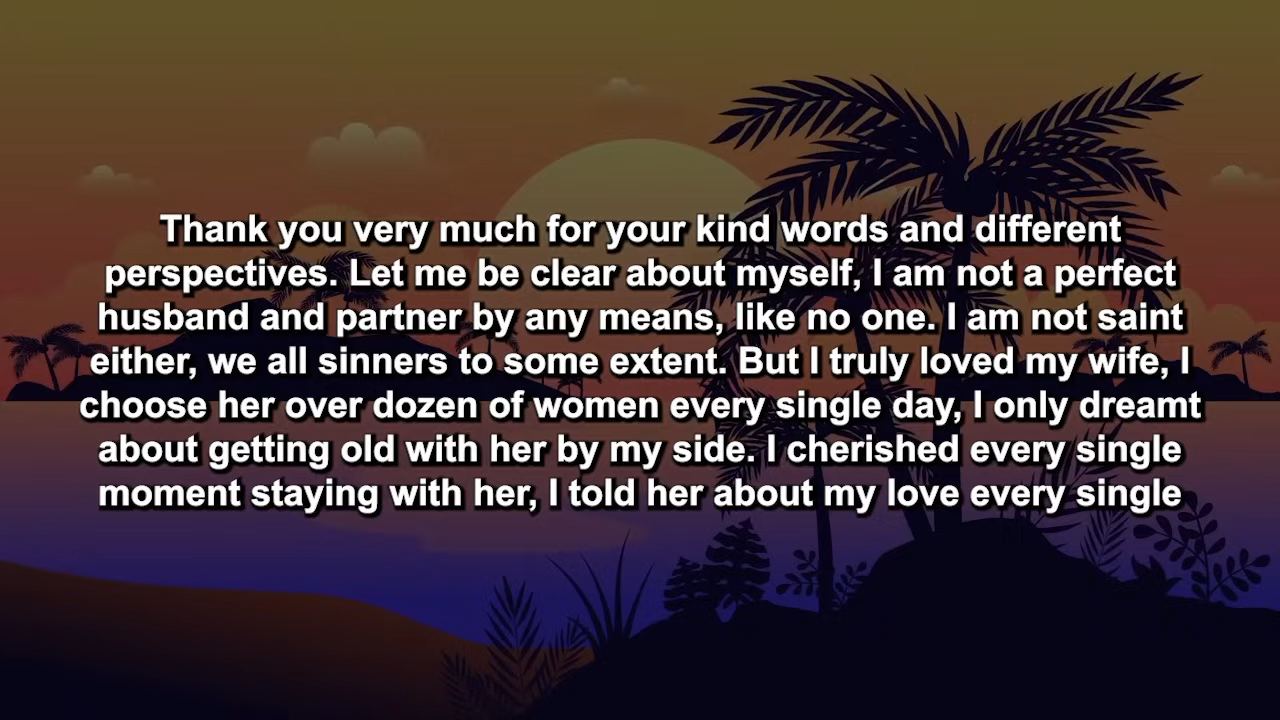 Thank you very much for your kind words and different
perspectives. Let me be clear about myself, I am not a perfect
husband and partner by any means, like no one. I am not saint
either, we all sinners to some extent. But I truly loved my wife, I
choose her over dozen of women every single day, I only dreamt
about getting old with her by my side. I cherished every single
moment staying with her, I told her about my love every single